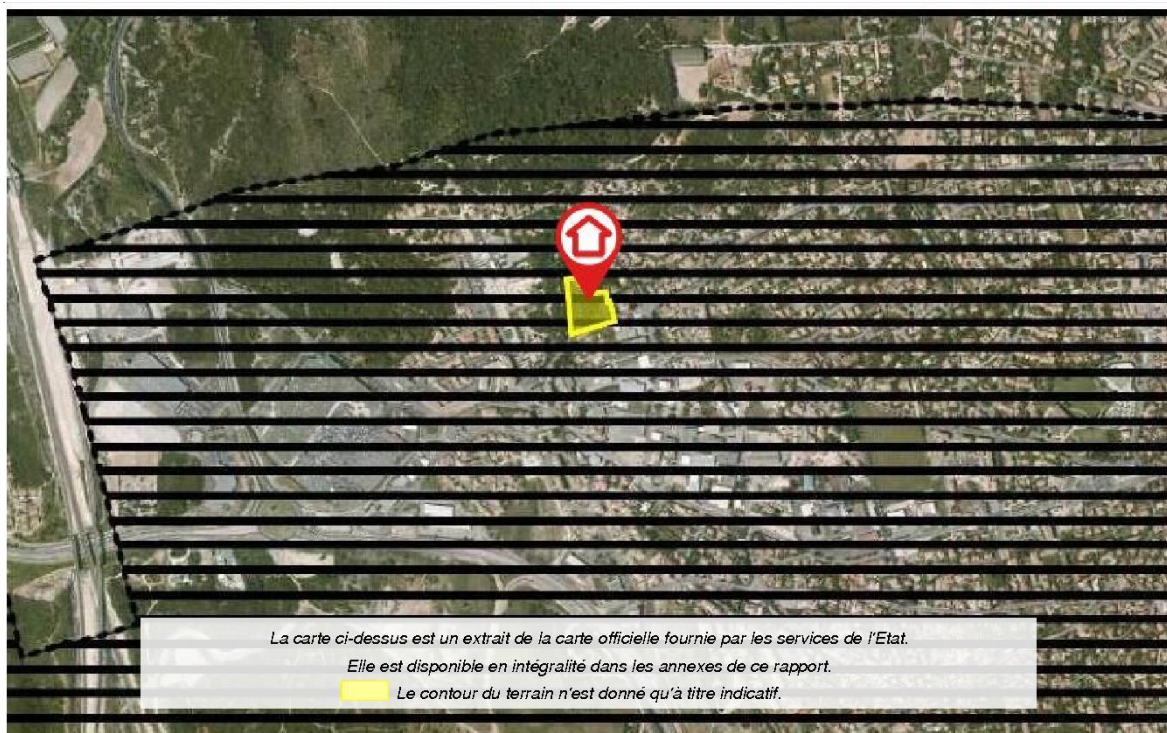 La carte ci-dessus est un extrait de la carte officielle fournie par les services de l'Etat.
Elle est disponible en intégralité dans les annexes de ce rapport.
Le contour du terrain n'est donné qu'à titre indicatif.